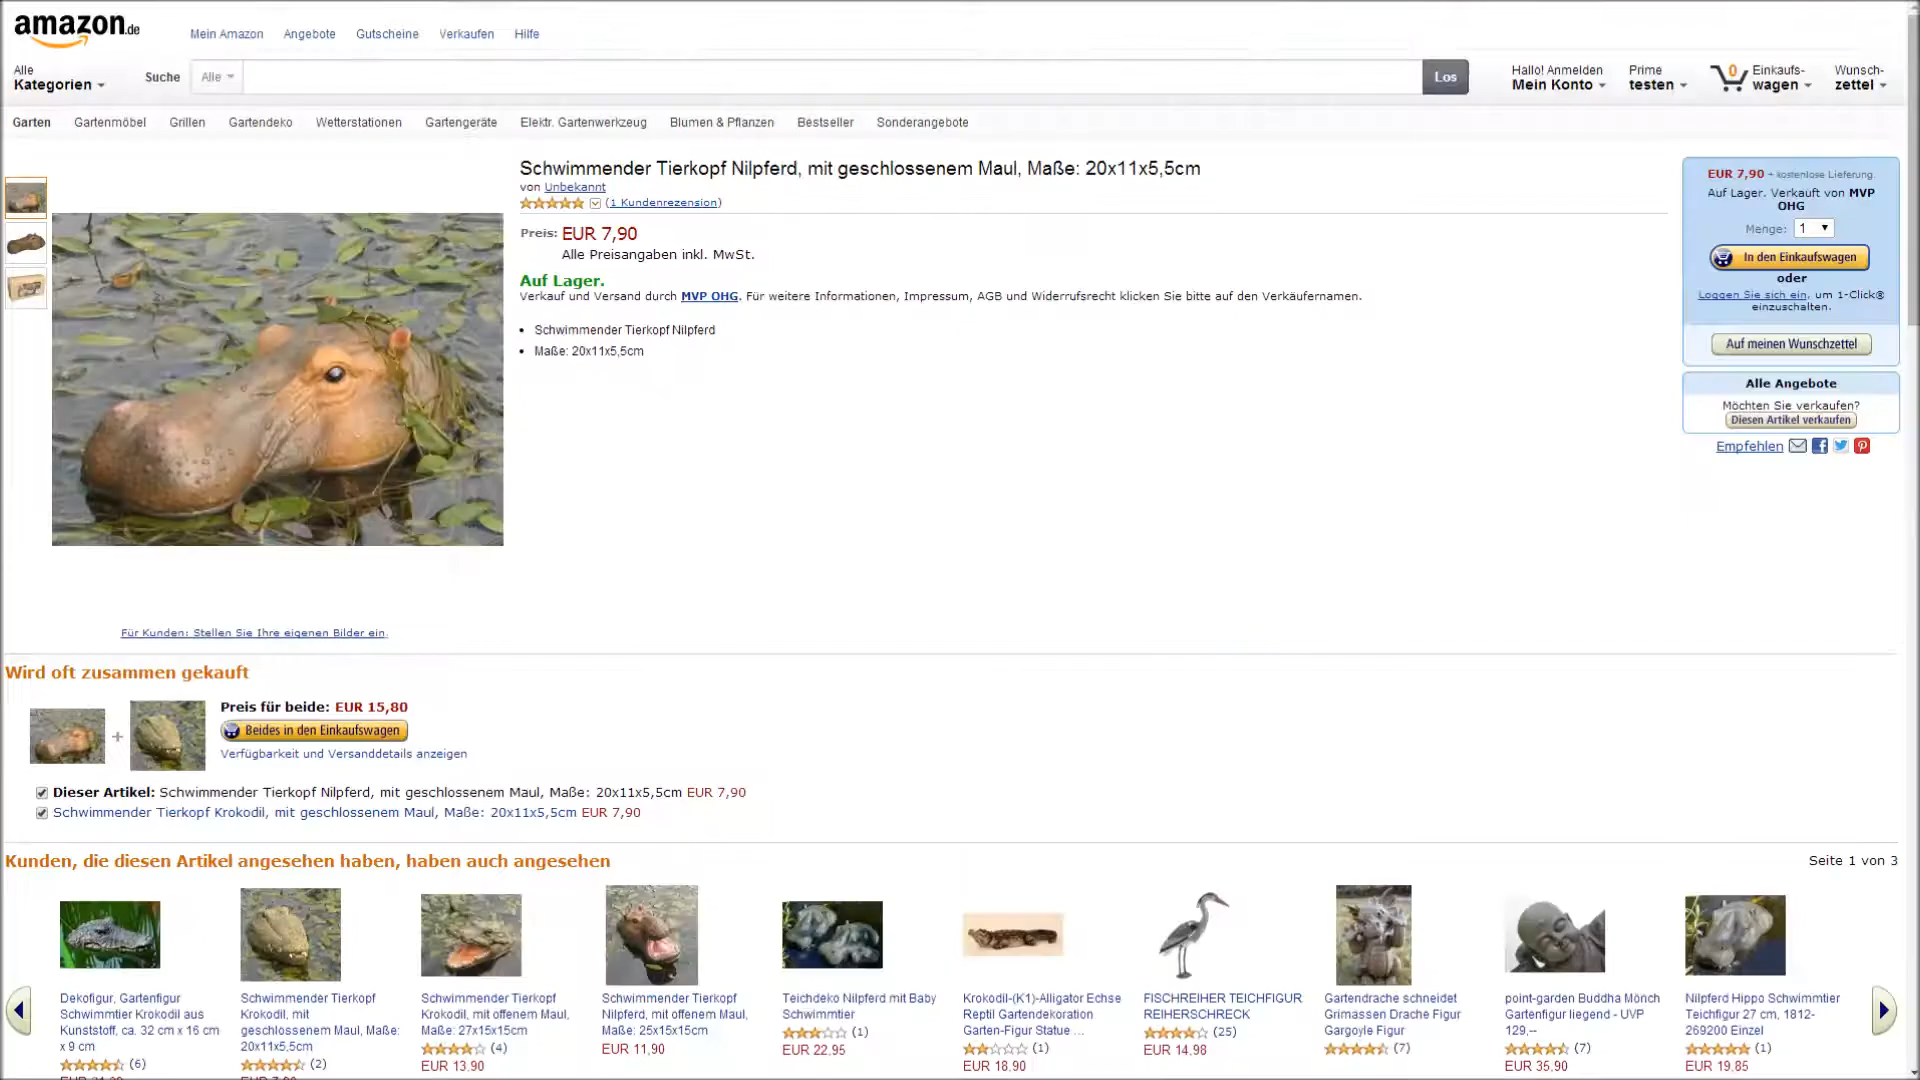 amazon.de
Mein Amazon Angebote Gutscheine Verkaufen Hilfe
Alle
Kategorien
Suche Alle Los
Hallo! Anmelden
Mein Konto
Prime
testen
0 Einkaufs-
wagen
Wunsch-
zettel
Garten Gartenmöbel Grillen Gartendeko Wetterstationen Gartengeräte Elektr. Gartenwerkzeug Blumen & Pflanzen Bestseller Sonderangebote
Schwimmender Tierkopf Nilpferd, mit geschlossenem Maul, Maße: 20x11x5,5cm
von Unbekannt
(1 Kundenrezension)
Preis: EUR 7,90
Alle Preisangaben inkl. MwSt.
Auf Lager.
Verkauf und Versand durch MVP OHG. Für weitere Informationen, Impressum, AGB und Widerrufsrecht klicken Sie bitte auf den Verkäufernamen.
Schwimmender Tierkopf Nilpferd
Maße: 20x11x5,5cm
EUR 7,90 + kostenlose Lieferung.
Auf Lager. Verkauft von MVP
OHG
Menge: 1
In den Einkaufswagen
oder
Loggen Sie sich ein, um 1-Click®
einzuschalten.
Auf meinen Wunschzettel
Alle Angebote
Möchten Sie verkaufen?
Diesen Artikel verkaufen
Empfehlen
Für Kunden: Stellen Sie Ihre eigenen Bilder ein.
Wird oft zusammen gekauft
+
Preis für beide: EUR 15,80
Beides in den Einkaufswagen
Verfügbarkeit und Versanddetails anzeigen
Dieser Artikel: Schwimmender Tierkopf Nilpferd, mit geschlossenem Maul, Maße: 20x11x5,5cm EUR 7,90
Schwimmender Tierkopf Krokodil, mit geschlossenem Maul, Maße: 20x11x5,5cm EUR 7,90
Kunden, die diesen Artikel angesehen haben, haben auch angesehen
Seite 1 von 3
Dekofigur, Gartenfigur
Schwimmtier Krokodil aus
Kunststoff, ca. 32 cm x 16 cm
x 9 cm
(6)
Schwimmender Tierkopf
Krokodil, mit
geschlossenem Maul, Maße:
20x11x5,5cm
(2)
Schwimmender Tierkopf
Krokodil, mit offenem Maul,
Maße: 27x15x15cm
(4)
EUR 13,90
Schwimmender Tierkopf
Nilpferd, mit offenem Maul,
Maße: 25x15x15cm
EUR 11,90
Teichdeko Nilpferd mit Baby
Schwimmtier
(1)
EUR 22,95
Krokodil-(K1)-Alligator Echse
Reptil Gartendekoration
Garten-Figur Statue ...
(1)
EUR 18,90
FISCHREIHER TEICHFIGUR
REIHERSCHRECK
(25)
EUR 14,98
Gartendrache schneidet
Grimassen Drache Figur
Gargoyle Figur
(7)
point-garden Buddha Mönch
Gartenfigur liegend - UVP
129,--
(7)
EUR 35,90
Nilpferd Hippo Schwimmtier
Teichfigur 27 cm, 1812-
269200 Einzel
(1)
EUR 19,85